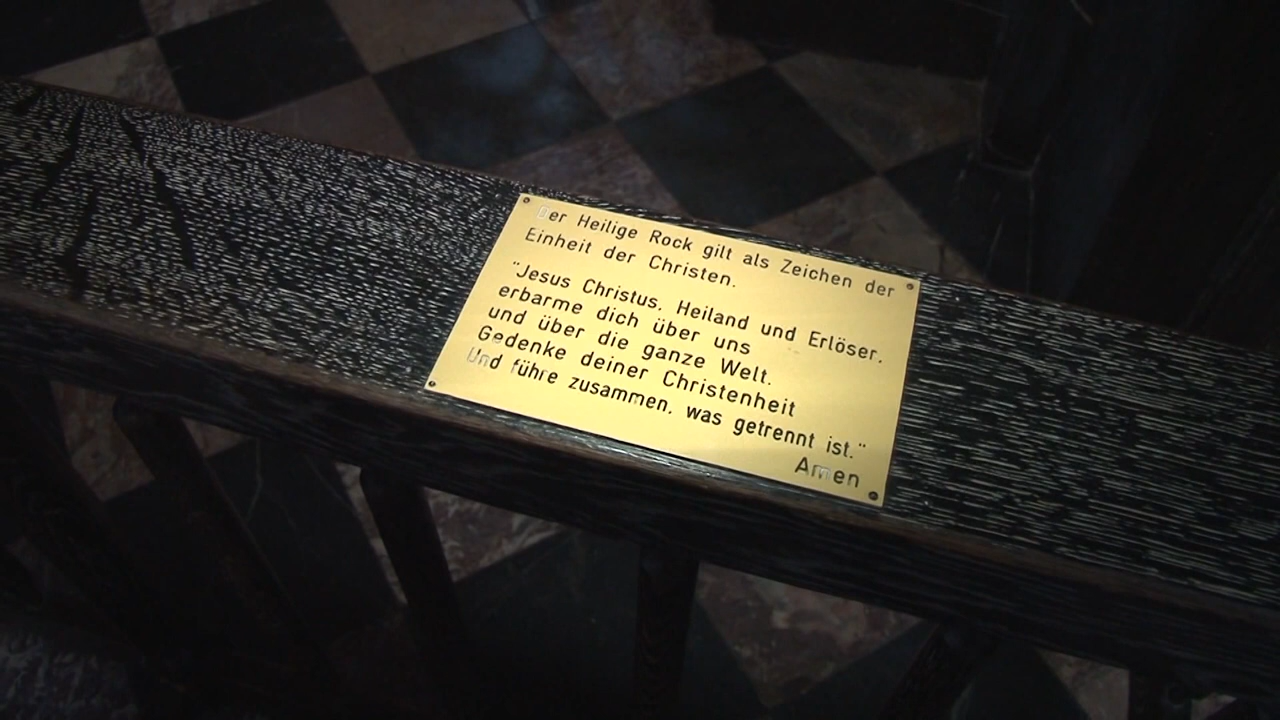 Der Heilige Rock gilt als Zeichen der
Einheit der Christen.
"Jesus Christus, Heiland und Erlöser,
erbarme dich über uns
und über die ganze Welt.
Gedenke deiner Christenheit
Und führe zusammen, was getrennt ist."
Amen